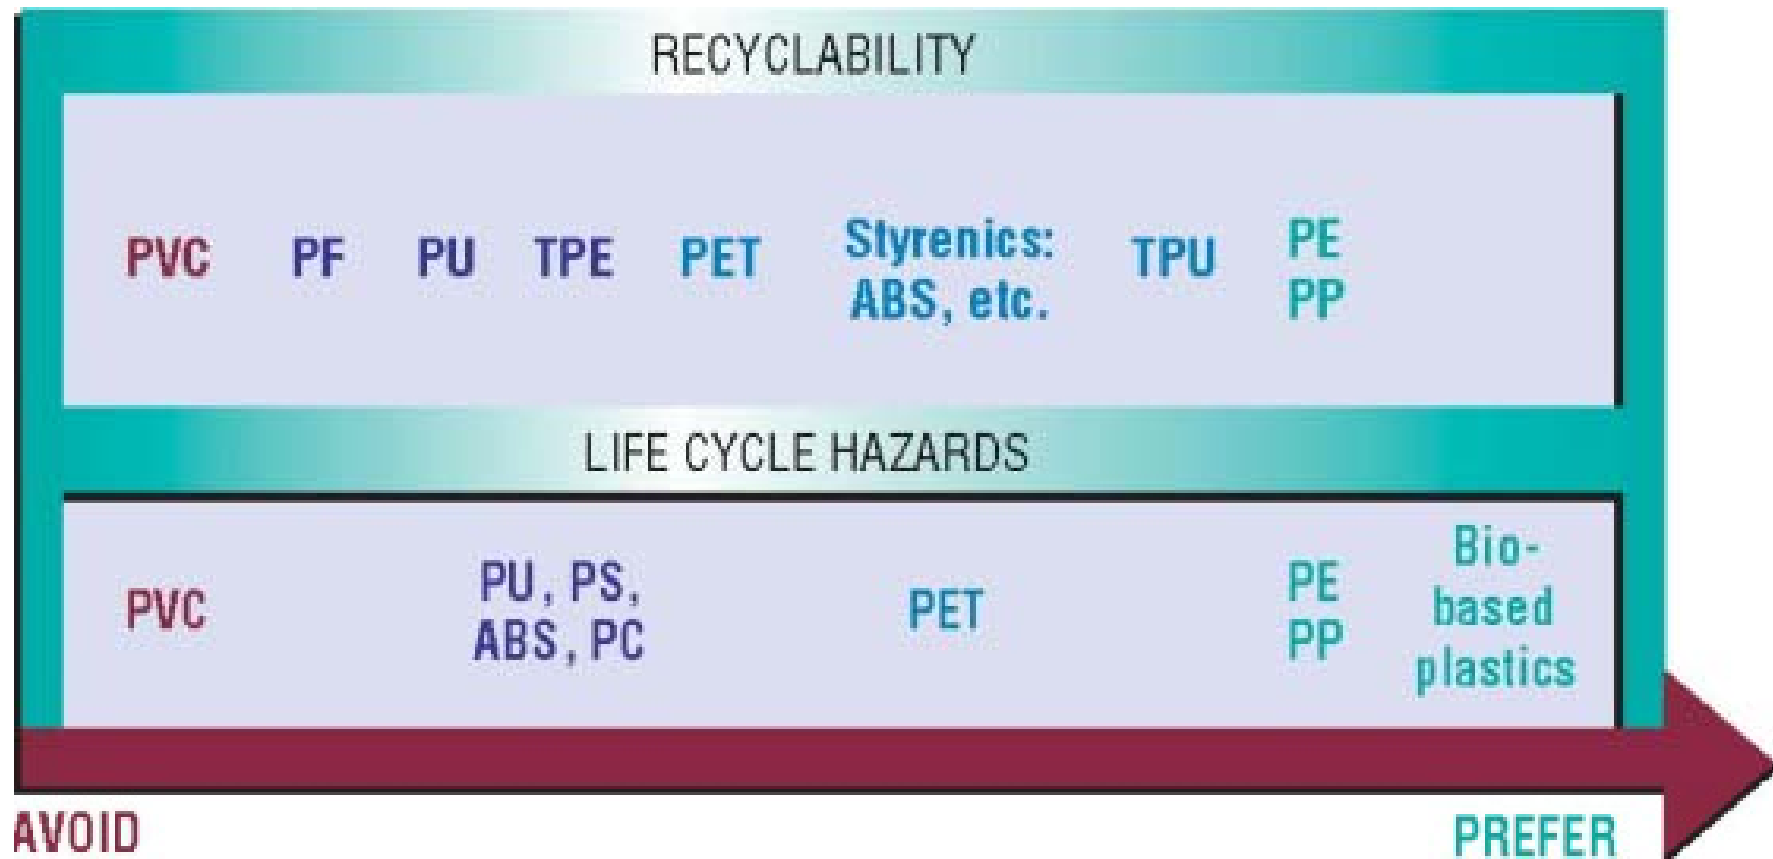 RECYCLABILITY
PVC PF PU TPE PET Styrenics: ABS, etc. TPU PE PP
LIFE CYCLE HAZARDS
PVC PU, PS, ABS, PC PET PE PP Bio-based plastics
AVOID PREFER